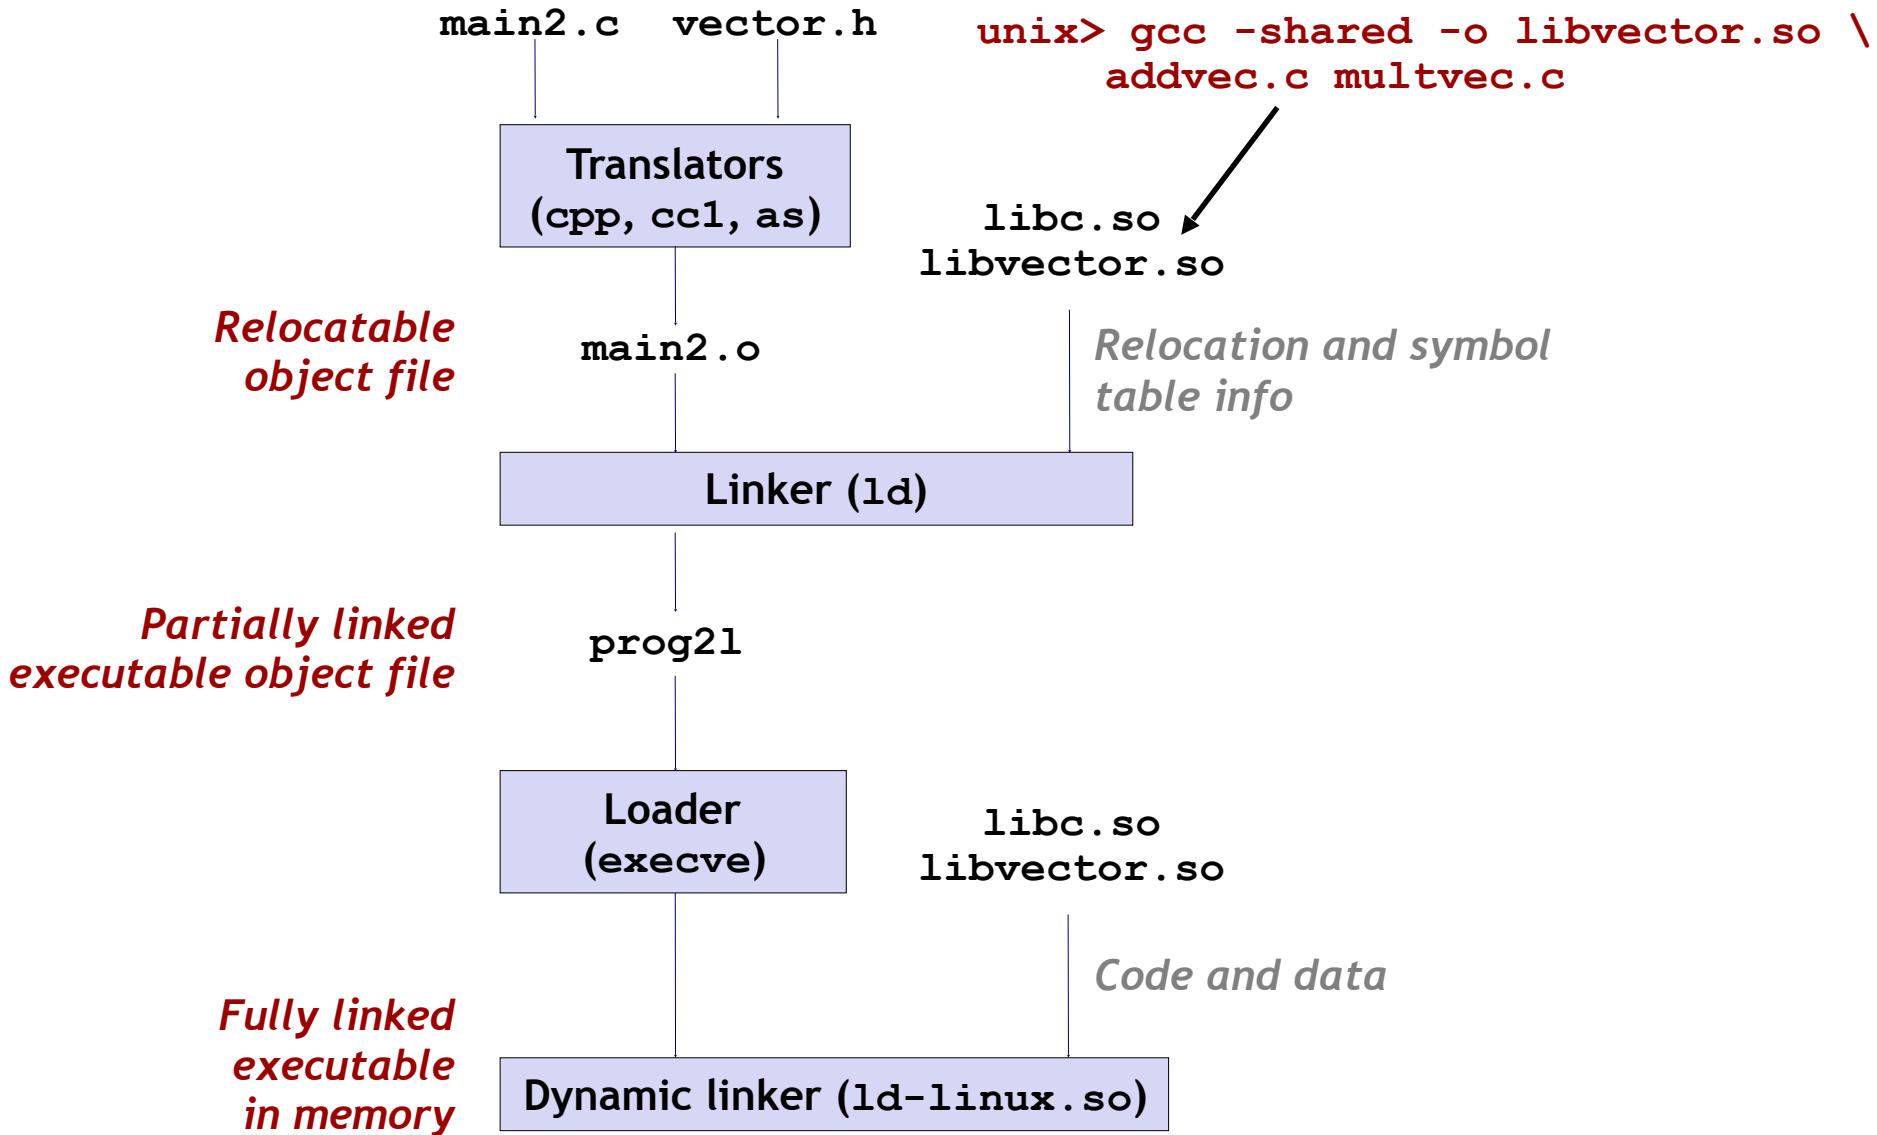 main2.c vector.h
unix> gcc -shared -o libvector.so \
addvec.c multvec.c
Translators
(cpp, cc1, as)
libc.so
libvector.so
Relocatable
object file
main2.o
Relocation and symbol
table info
Linker (ld)
Partially linked
executable object file
prog2l
Loader
(execve)
libc.so
libvector.so
Code and data
Fully linked
executable
in memory
Dynamic linker (ld-linux.so)